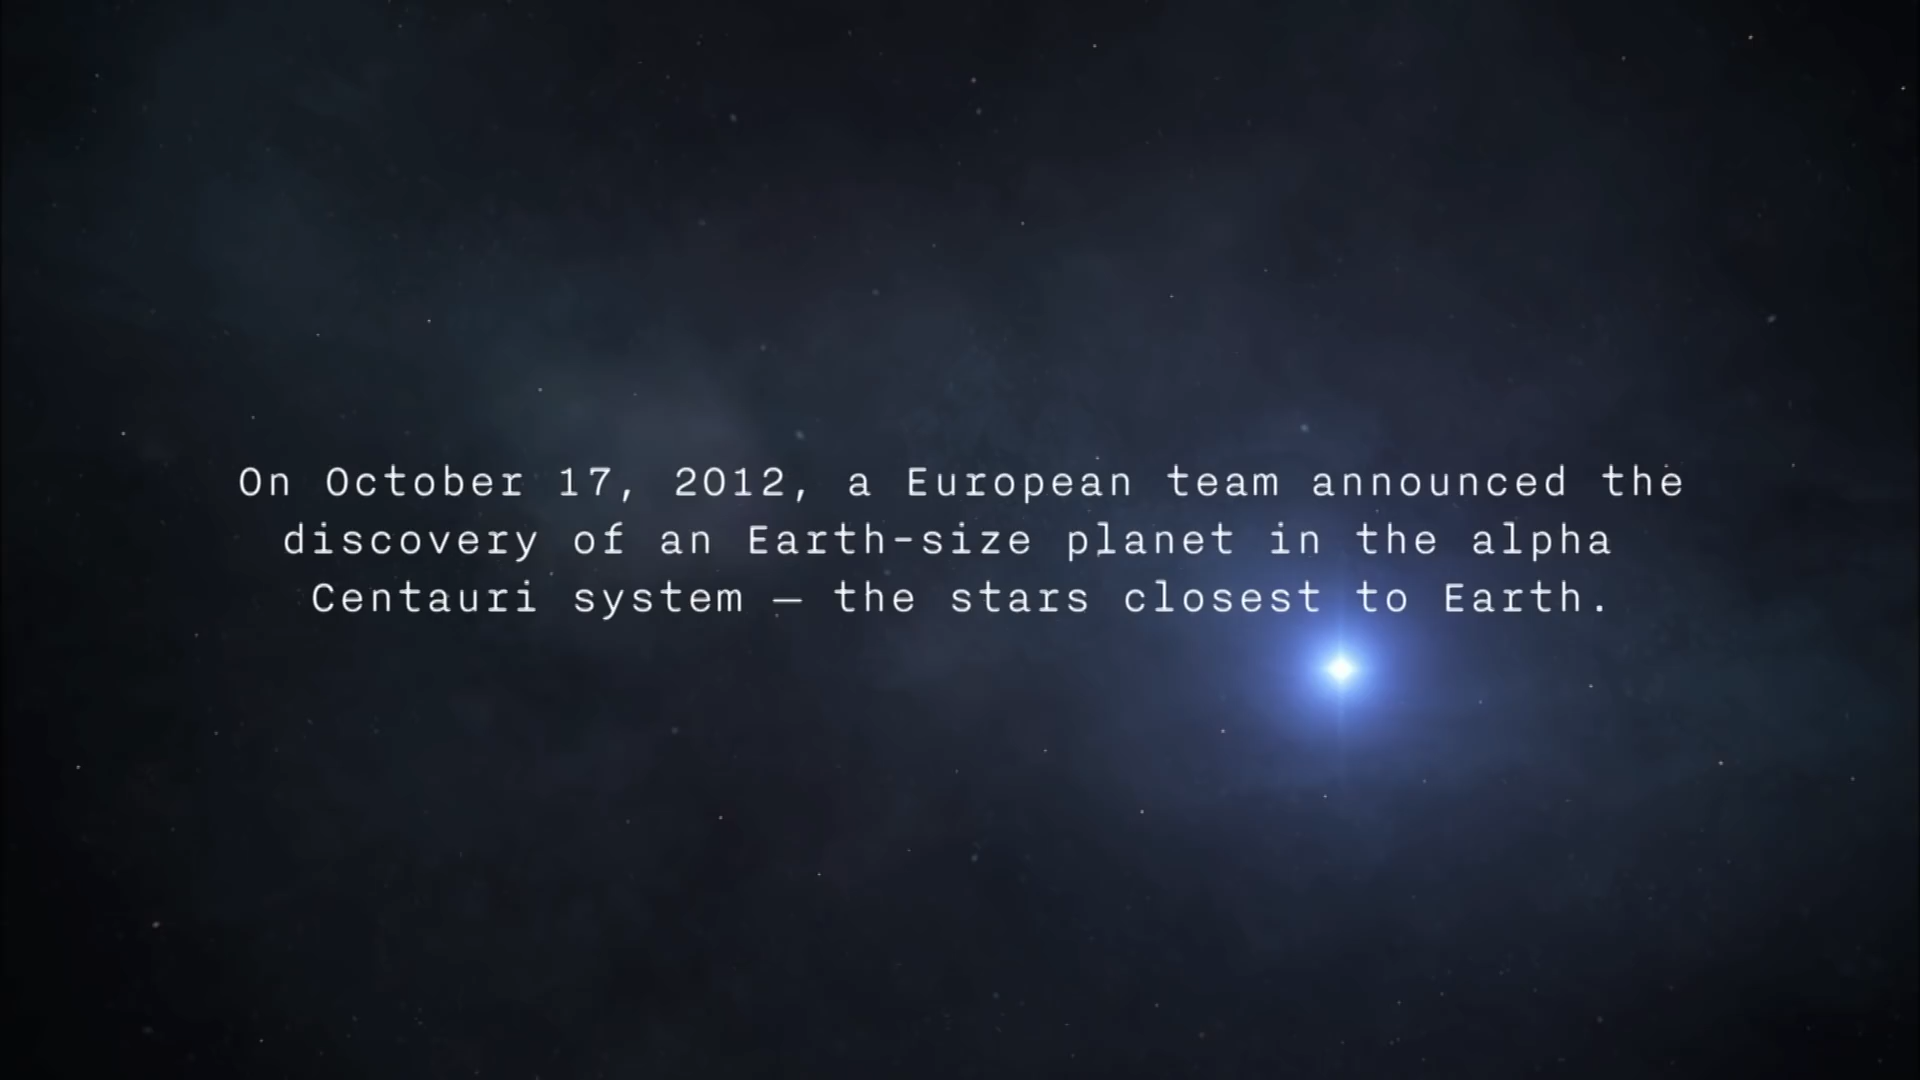 On October 17, 2012, a European team announced the
discovery of an Earth-size planet in the alpha
Centauri system — the stars closest to Earth.